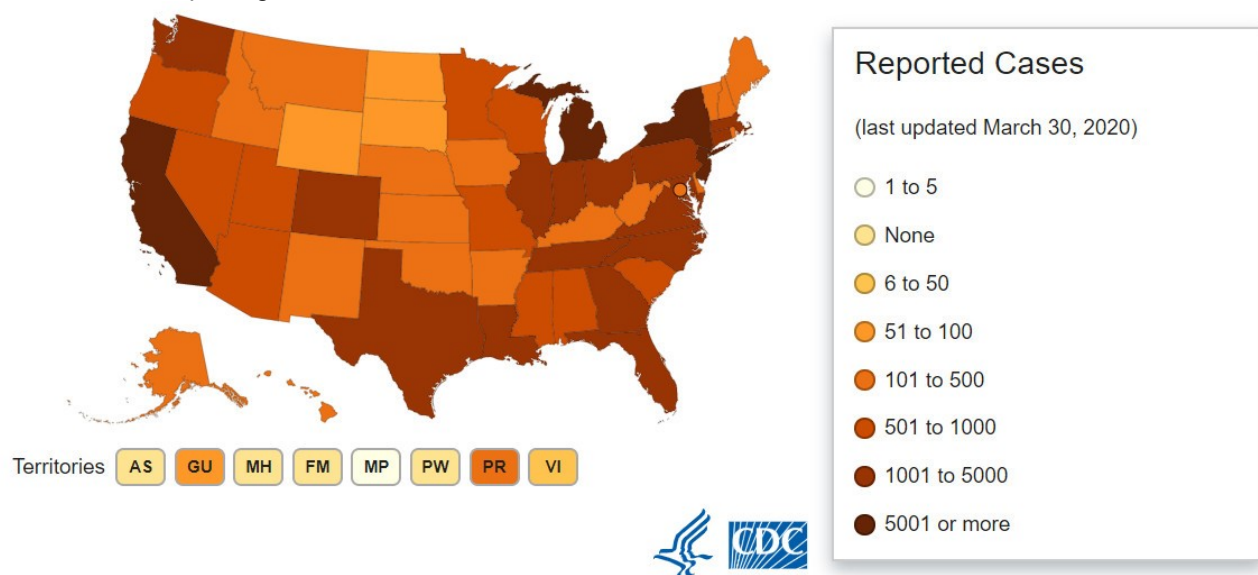 Reported Cases
(last updated March 30, 2020)
1 to 5
None
6 to 50
51 to 100
101 to 500
501 to 1000
1001 to 5000
5001 or more
Territories AS GU MH FM MP PW PR VI
CDC